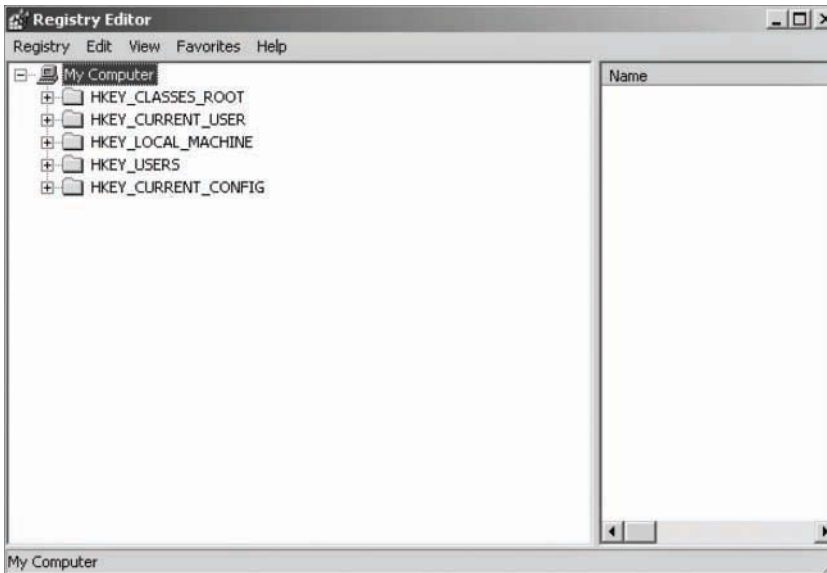 Registry Editor
Registry Edit View Favorites Help
My Computer
HKEY_CLASSES_ROOT
HKEY_CURRENT_USER
HKEY_LOCAL_MACHINE
HKEY_USERS
HKEY_CURRENT_CONFIG
Name
My Computer